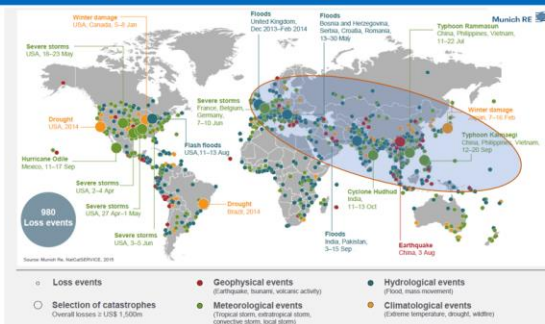 Munich RE
Winter damage
USA, Canada, 5–8 Jan
Floods
United Kingdom,
Dec 2013–Feb 2014
Floods
Bosnia and Herzegovina,
Serbia, Croatia, Romania,
13–30 May
Typhoon Rammasun
China, Philippines, Vietnam,
11–22 Jul
Severe storms
USA, 18–23 May
Severe storms
France, Belgium,
Germany,
7–10 Jun
Winter damage
Japan, 7–16 Feb
Drought
USA, 2014
Flash floods
USA, 11–13 Aug
Typhoon Kalmaegi
China, Philippines, Vietnam,
12–20 Sep
Hurricane Odile
Mexico, 11–17 Sep
Severe storms
USA, 2–4 Apr
Cyclone Hudhud
India,
11–13 Oct
Severe storms
USA, 27 Apr–1 May
Drought
Brazil, 2014
980
Loss events
Severe storms
USA, 3–5 Jun
Floods
India, Pakistan,
3–15 Sep
Earthquake
China, 3 Aug
Source: Munich Re, NatCatSERVICE, 2015
Loss events
Geophysical events
(Earthquake, tsunami, volcanic activity)
Hydrological events
(Flood, mass movement)
Selection of catastrophes
Overall losses ≥ US$ 1,500m
Meteorological events
(Tropical storm, extratropical storm,
convective storm, local storm)
Climatological events
(Extreme temperature, drought, wildfire)